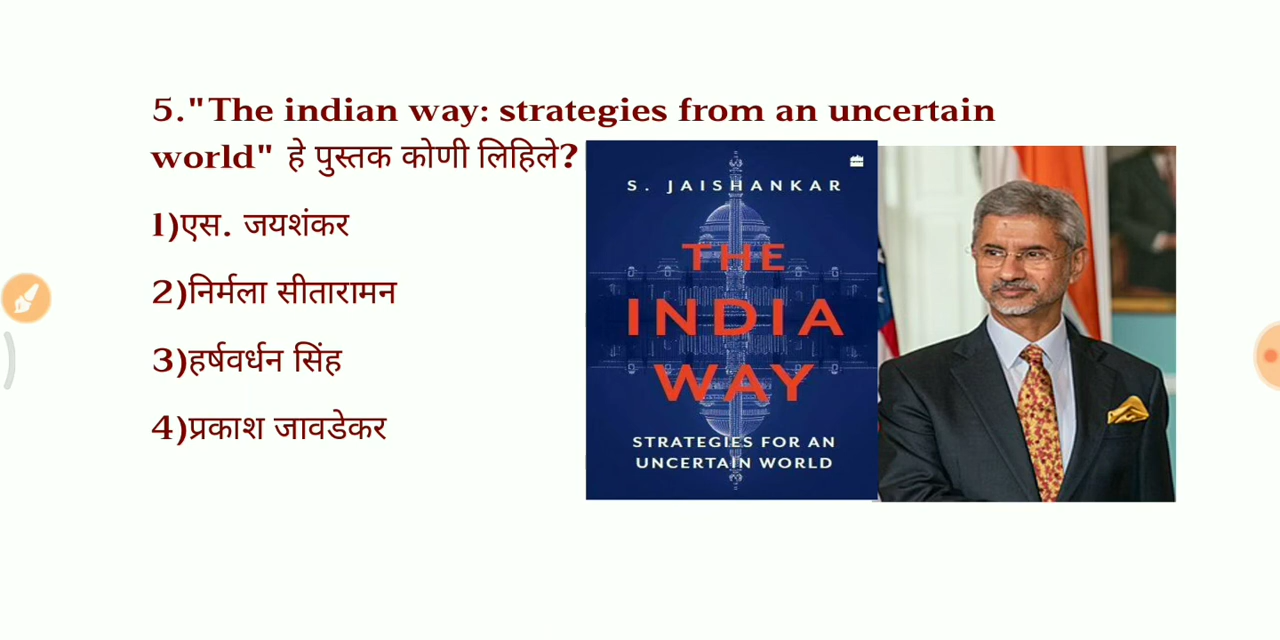 5."The indian way: strategies from an uncertain
world" हे पुस्तक कोणी लिहिले?
1)एस. जयशंकर
2)निर्मला सीतारामन
3)हर्षवर्धन सिंह
4)प्रकाश जावडेकर
S. JAISHANKAR
THE
INDIA
WAY
STRATEGIES FOR AN
UNCERTAIN WORLD